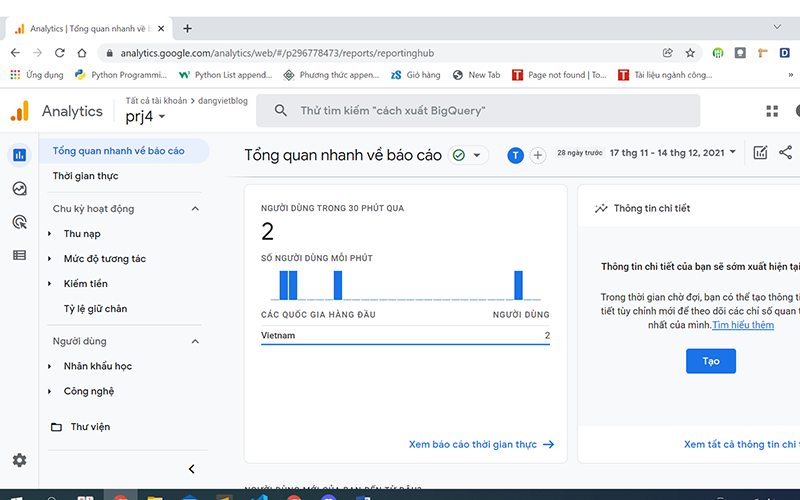 Analytics | Tổng quan nhanh về b
analytics.google.com/analytics/web/#/p296778473/reports/reportinghub
Ứng dụng
Python Programmi...
Python List append...
Phương thức appen...
Giỏ hàng
New Tab
Page not found | To...
Tài liệu ngành công...
»
Analytics
Tất cả tài khoản > dangvietblog
prj4
Thử tìm kiếm "cách xuất BigQuery"
Tổng quan nhanh về báo cáo
Thời gian thực
Chu kỳ hoạt động
Thu nạp
Mức độ tương tác
Kiếm tiền
Tỷ lệ giữ chân
Người dùng
Nhân khẩu học
Công nghệ
Thư viện
Tổng quan nhanh về báo cáo
T
28 ngày trước
17 thg 11 - 14 thg 12, 2021
NGƯỜI DÙNG TRONG 30 PHÚT QUA
2
SỐ NGƯỜI DÙNG MỖI PHÚT
CÁC QUỐC GIA HÀNG ĐẦU NGƯỜI DÙNG
Vietnam 2
Xem báo cáo thời gian thực
Thông tin chi tiết
Thông tin chi tiết của bạn sẽ sớm xuất hiện tại
Trong thời gian chờ đợi, bạn có thể tạo thông ti
tiết tùy chỉnh mới để theo dõi các chỉ số quan t
nhất của mình.Tìm hiểu thêm
Tạo
Xem tất cả thông tin chi t